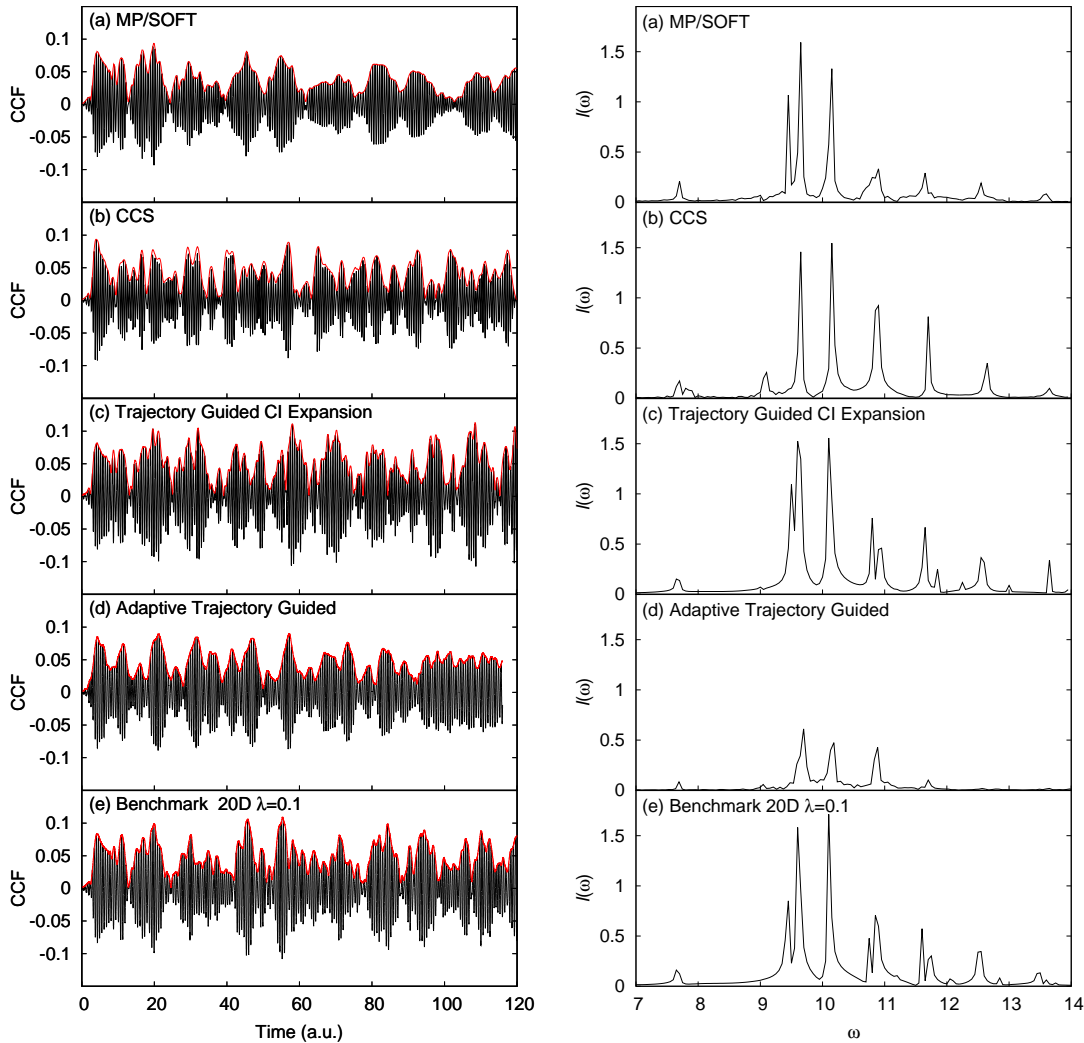 (a) MP/SOFT
0.1
0.05
0
-0.05
-0.1
CCF
(b) CCS
0.1
0.05
0
-0.05
-0.1
CCF
(c) Trajectory Guided CI Expansion
0.1
0.05
0
-0.05
-0.1
CCF
(d) Adaptive Trajectory Guided
0.1
0.05
0
-0.05
-0.1
CCF
(e) Benchmark 20D λ=0.1
0.1
0.05
0
-0.05
-0.1
CCF
0 20 40 60 80 100 120
Time (a.u.)
(a) MP/SOFT
1.5
1
0.5
0
I(ω)
(b) CCS
1.5
1
0.5
0
I(ω)
(c) Trajectory Guided CI Expansion
1.5
1
0.5
0
I(ω)
(d) Adaptive Trajectory Guided
1.5
1
0.5
0
I(ω)
(e) Benchmark 20D λ=0.1
1.5
1
0.5
0
I(ω)
7 8 9 10 11 12 13 14
ω